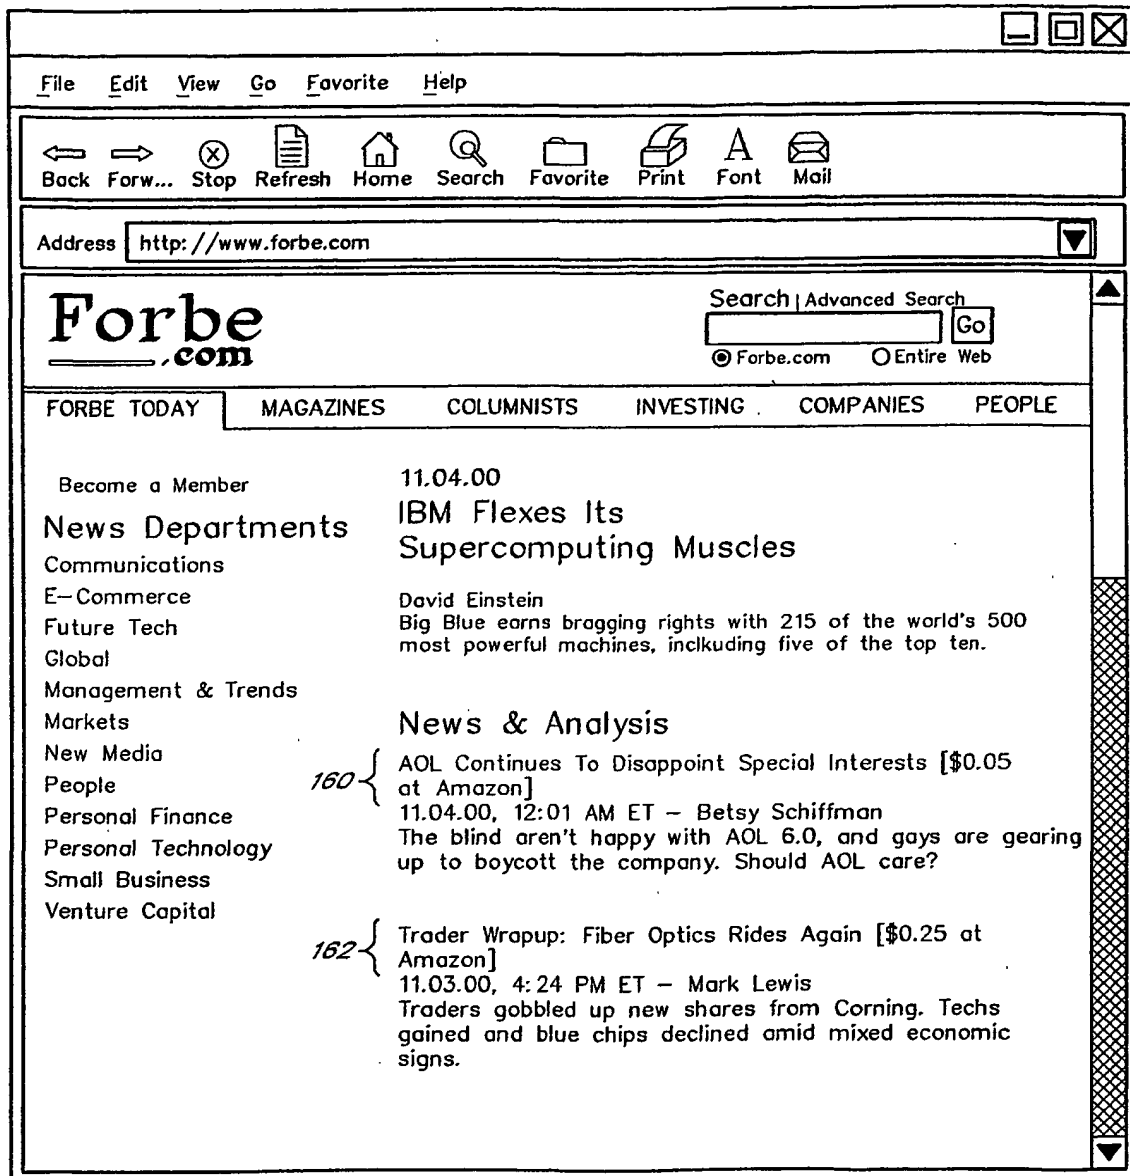 File Edit View Go Favorite Help
Back Forw... Stop Refresh Home Search Favorite Print Font Mail
Address http://www.forbe.com
Forbe
.com
Search | Advanced Search
Go
Forbe.com Entire Web
FORBE TODAY MAGAZINES COLUMNISTS INVESTING COMPANIES PEOPLE
Become a Member
News Departments
Communications
E-Commerce
Future Tech
Global
Management & Trends
Markets
New Media
People
Personal Finance
Personal Technology
Small Business
Venture Capital
11.04.00
IBM Flexes Its
Supercomputing Muscles
David Einstein
Big Blue earns bragging rights with 215 of the world's 500
most powerful machines, inclkuding five of the top ten.
News & Analysis
160
AOL Continues To Disappoint Special Interests [$0.05
at Amazon]
11.04.00, 12:01 AM ET – Betsy Schiffman
The blind aren't happy with AOL 6.0, and gays are gearing
up to boycott the company. Should AOL care?
162
Trader Wrapup: Fiber Optics Rides Again [$0.25 at
Amazon]
11.03.00, 4:24 PM ET – Mark Lewis
Traders gobbled up new shares from Corning. Techs
gained and blue chips declined amid mixed economic
signs.